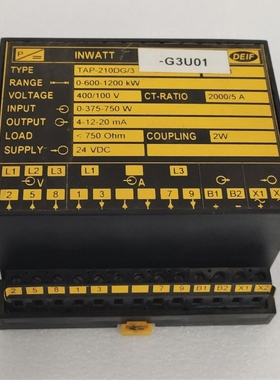 P INWATT -G3U01 DEIF
TYPE TAP-210DG/3
RANGE 0-600-1200 kW
VOLTAGE 400/100 V CT-RATIO 2000/5 A
INPUT 0-375-750 W
OUTPUT 4-12-20 mA
LOAD < 750 Ohm COUPLING 2W
SUPPLY 24 VDC
L1 L2 L3 L1 L3
V A
2 5 8 1 3 7 9 B1 B2 X1 X2
2 5 8 1 3 7 9 B1 B2 X1 X2